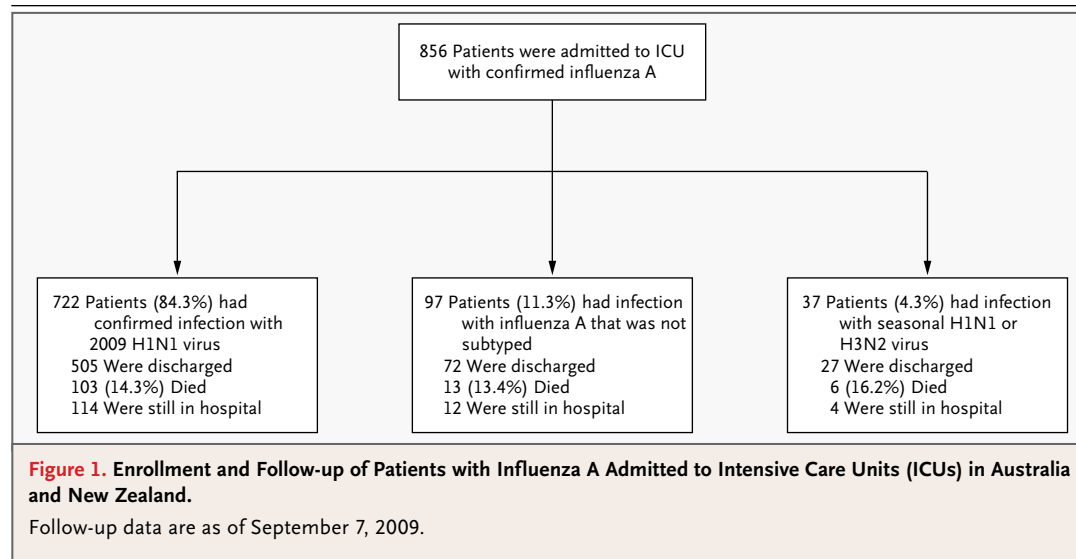 856 Patients were admitted to ICU
with confirmed influenza A
722 Patients (84.3%) had
confirmed infection with
2009 H1N1 virus
505 Were discharged
103 (14.3%) Died
114 Were still in hospital
97 Patients (11.3%) had infection
with influenza A that was not
subtyped
72 Were discharged
13 (13.4%) Died
12 Were still in hospital
37 Patients (4.3%) had infection
with seasonal H1N1 or
H3N2 virus
27 Were discharged
6 (16.2%) Died
4 Were still in hospital
Figure 1. Enrollment and Follow-up of Patients with Influenza A Admitted to Intensive Care Units (ICUs) in Australia
and New Zealand.
Follow-up data are as of September 7, 2009.